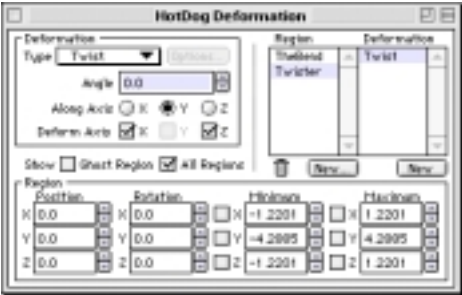 HotDog Deformation
Deformation
Type Twist Options...
Angle 0.0
Along Axis X Y Z
Deform Axis X Y Z
Show Ghost Region All Regions
Region Deformation
TheBend Twist
Twister
New... New...
Region
Position Rotation Minimum Maximum
X 0.0 X 0.0 X -1.2201 X 1.2201
Y 0.0 Y 0.0 Y -4.2885 Y 4.2885
Z 0.0 Z 0.0 Z -1.2201 Z 1.2201